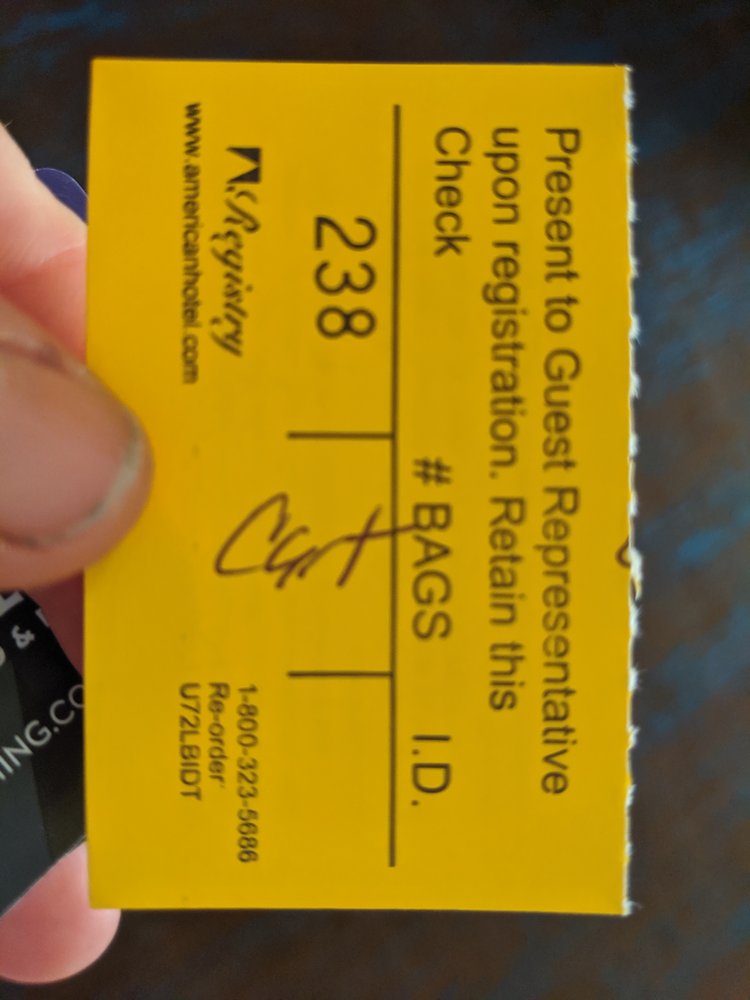 Present to Guest Representative
upon registration. Retain this
Check
# BAGS I.D.
238
Registry
www.americanhotel.com
1-800-323-5686
Re-order
U72LBIDT
&